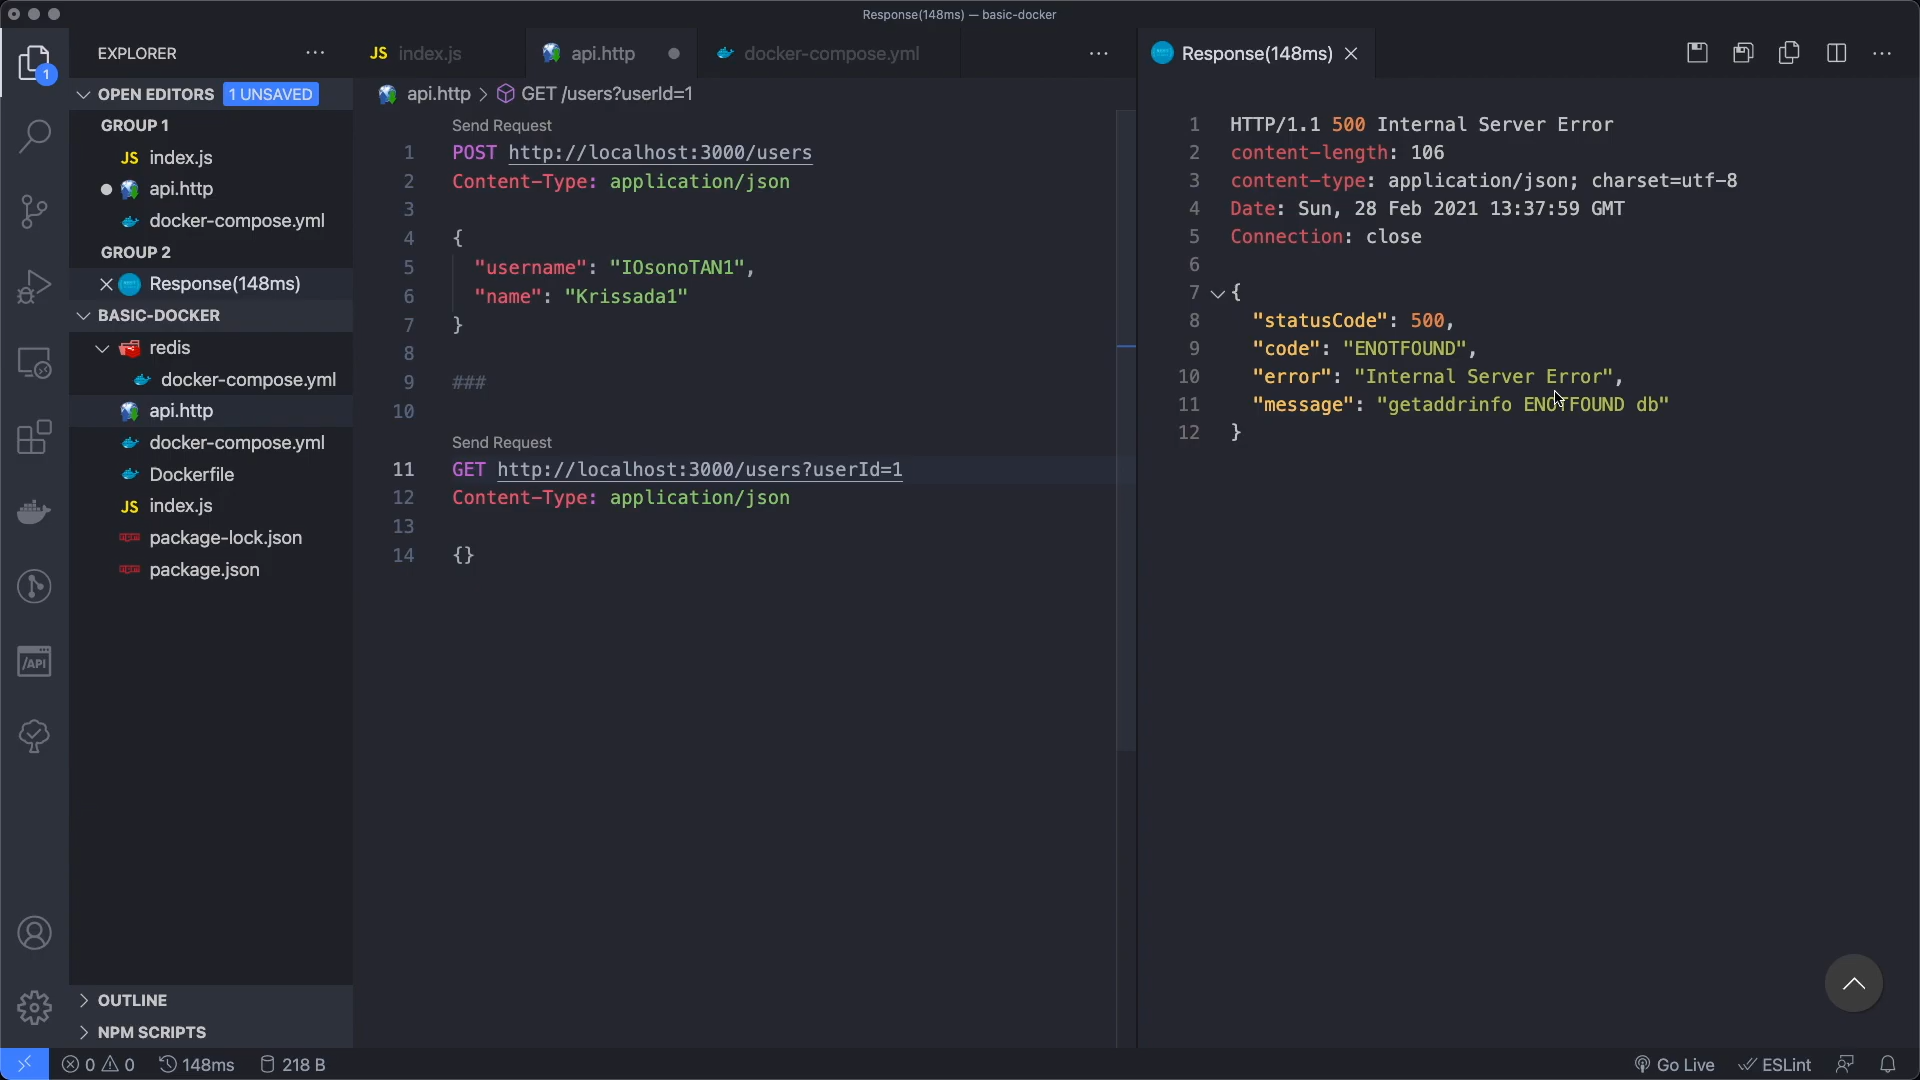 Response(148ms) — basic-docker
EXPLORER
OPEN EDITORS 1 UNSAVED
GROUP 1
JS index.js
api.http
docker-compose.yml
GROUP 2
Response(148ms)
BASIC-DOCKER
redis
docker-compose.yml
api.http
docker-compose.yml
Dockerfile
JS index.js
package-lock.json
package.json
OUTLINE
NPM SCRIPTS
1
/API
JS index.js
api.http
docker-compose.yml
api.http > GET /users?userId=1
Send Request
1 POST http://localhost:3000/users
2 Content-Type: application/json
3
4 {
5 "username": "IOsonoTAN1",
6 "name": "Krissada1"
7 }
8
9 ###
10
Send Request
11 GET http://localhost:3000/users?userId=1
12 Content-Type: application/json
13
14 {}
Response(148ms)
1 HTTP/1.1 500 Internal Server Error
2 content-length: 106
3 content-type: application/json; charset=utf-8
4 Date: Sun, 28 Feb 2021 13:37:59 GMT
5 Connection: close
6
7 {
8 "statusCode": 500,
9 "code": "ENOTFOUND",
10 "error": "Internal Server Error",
11 "message": "getaddrinfo ENOTFOUND db"
12 }
0 0 148ms 218 B
Go Live ESLint